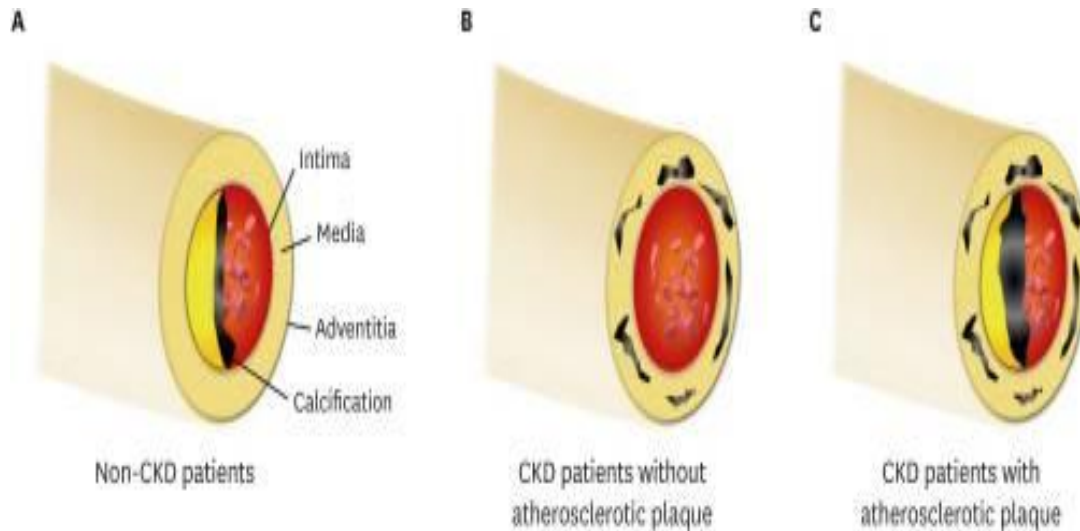 A
B
C
Intima
Media
Adventitia
Calcification
Non-CKD patients
CKD patients without
atherosclerotic plaque
CKD patients with
atherosclerotic plaque